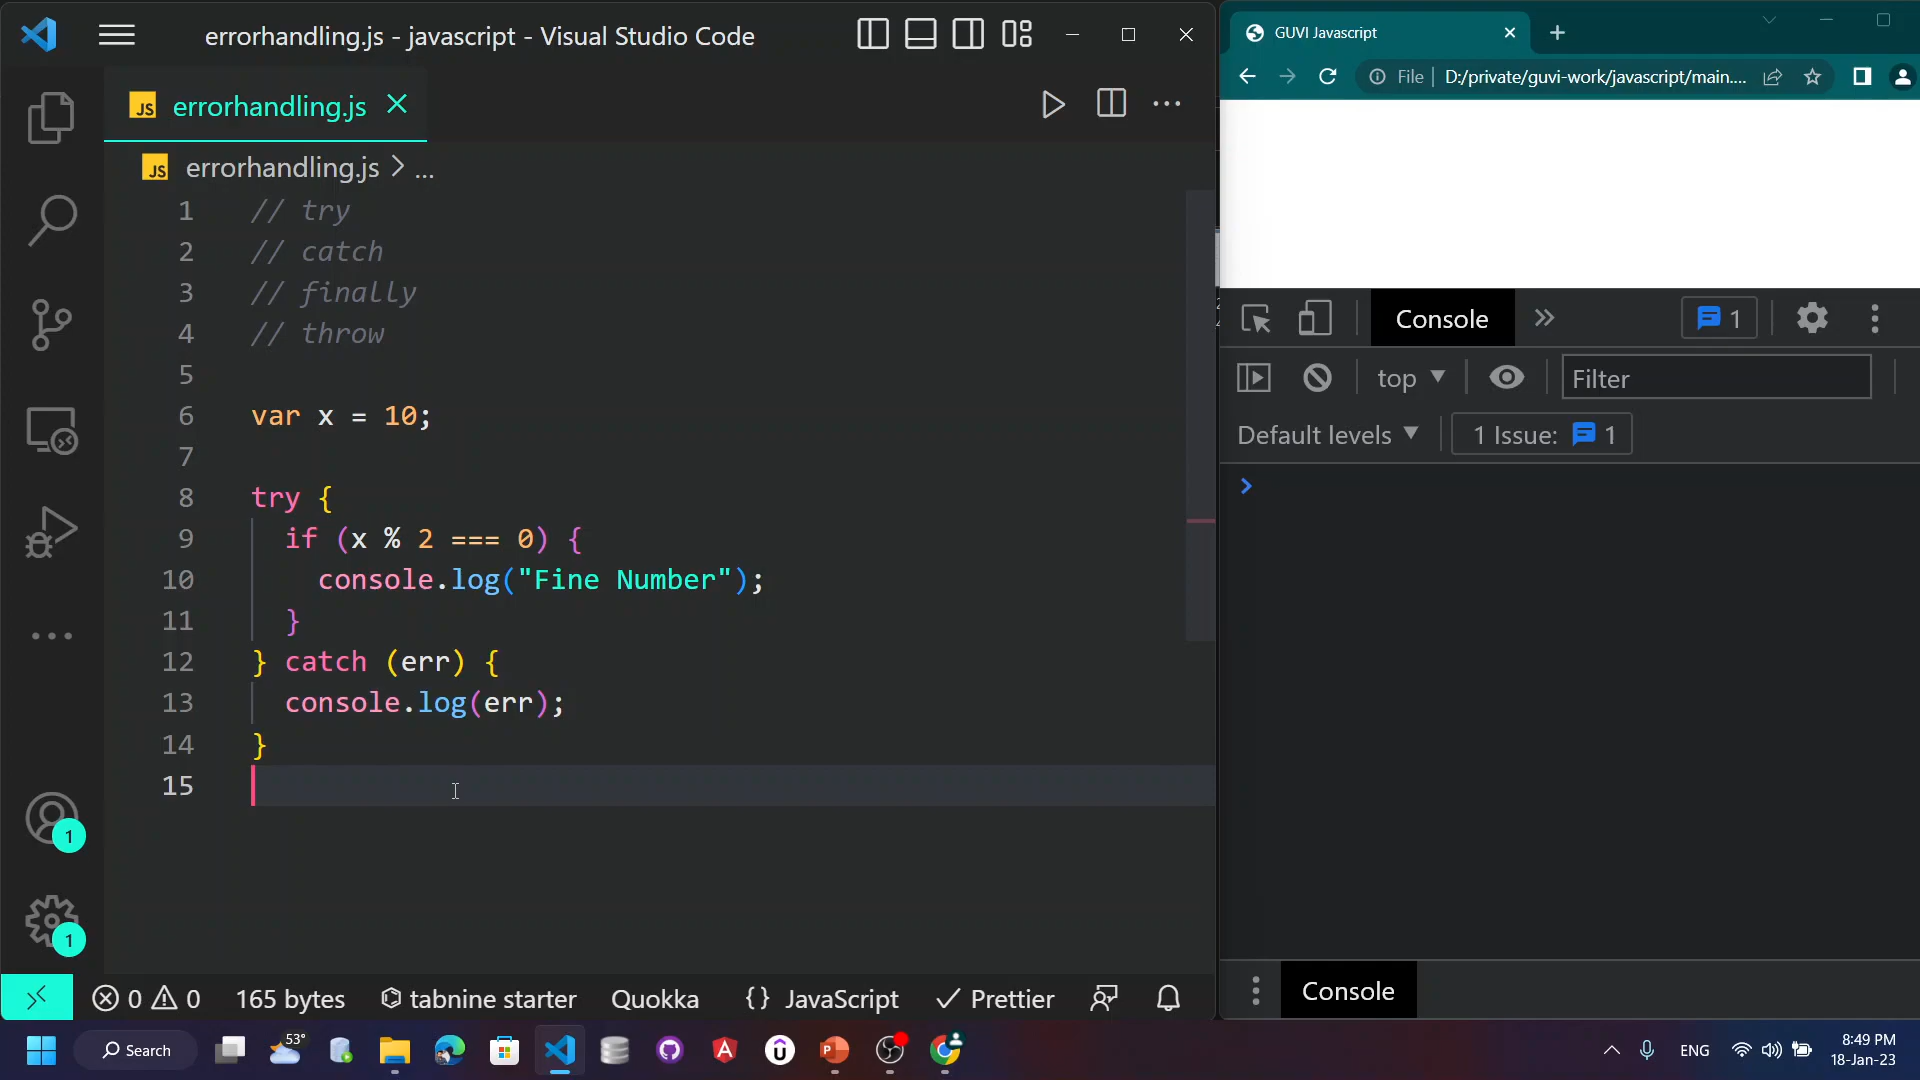 errorhandling.js - javascript - Visual Studio Code
JS errorhandling.js
JS errorhandling.js > ...
1 // try
2 // catch
3 // finally
4 // throw
5
6 var x = 10;
7
8 try {
9 if (x % 2 === 0) {
10 console.log("Fine Number");
11 }
12 } catch (err) {
13 console.log(err);
14 }
15
1
1
0 0 165 bytes tabnine starter Quokka {} JavaScript Prettier
GUVI Javascript
File | D:/private/guvi-work/javascript/main....
Console 1
top Filter
Default levels 1 Issue: 1
Console
Search 53° ENG 8:49 PM
18-Jan-23